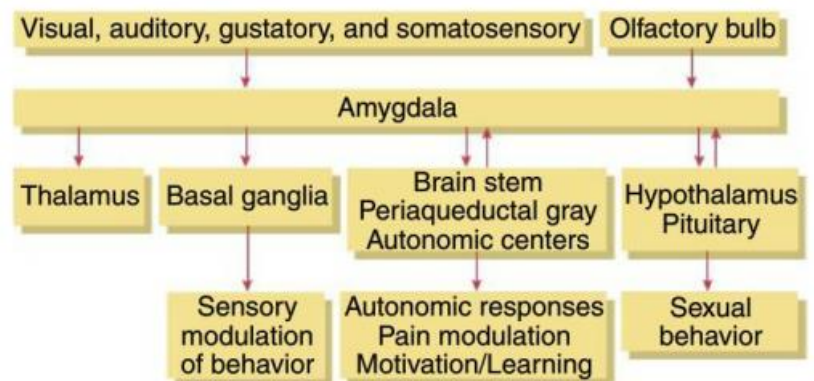 Visual, auditory, gustatory, and somatosensory
Olfactory bulb
Amygdala
Thalamus
Basal ganglia
Brain stem
Periaqueductal gray
Autonomic centers
Hypothalamus
Pituitary
Sensory
modulation
of behavior
Autonomic responses
Pain modulation
Motivation/Learning
Sexual
behavior